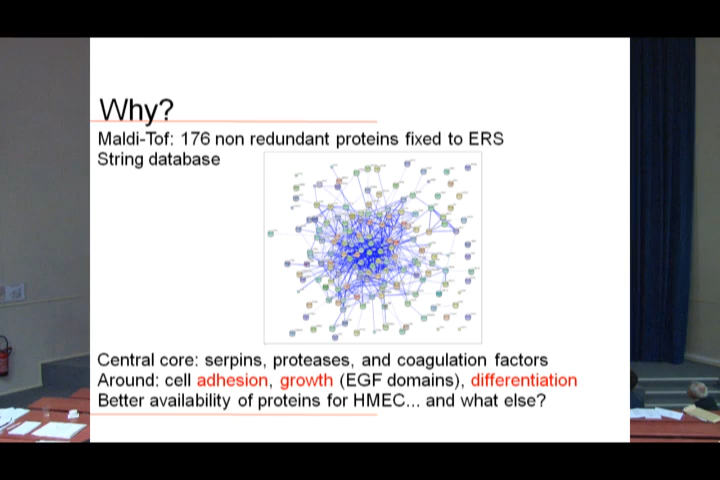 Why?
Maldi-Tof: 176 non redundant proteins fixed to ERS
String database
Central core: serpins, proteases, and coagulation factors
Around: cell adhesion, growth (EGF domains), differentiation
Better availability of proteins for HMEC... and what else?